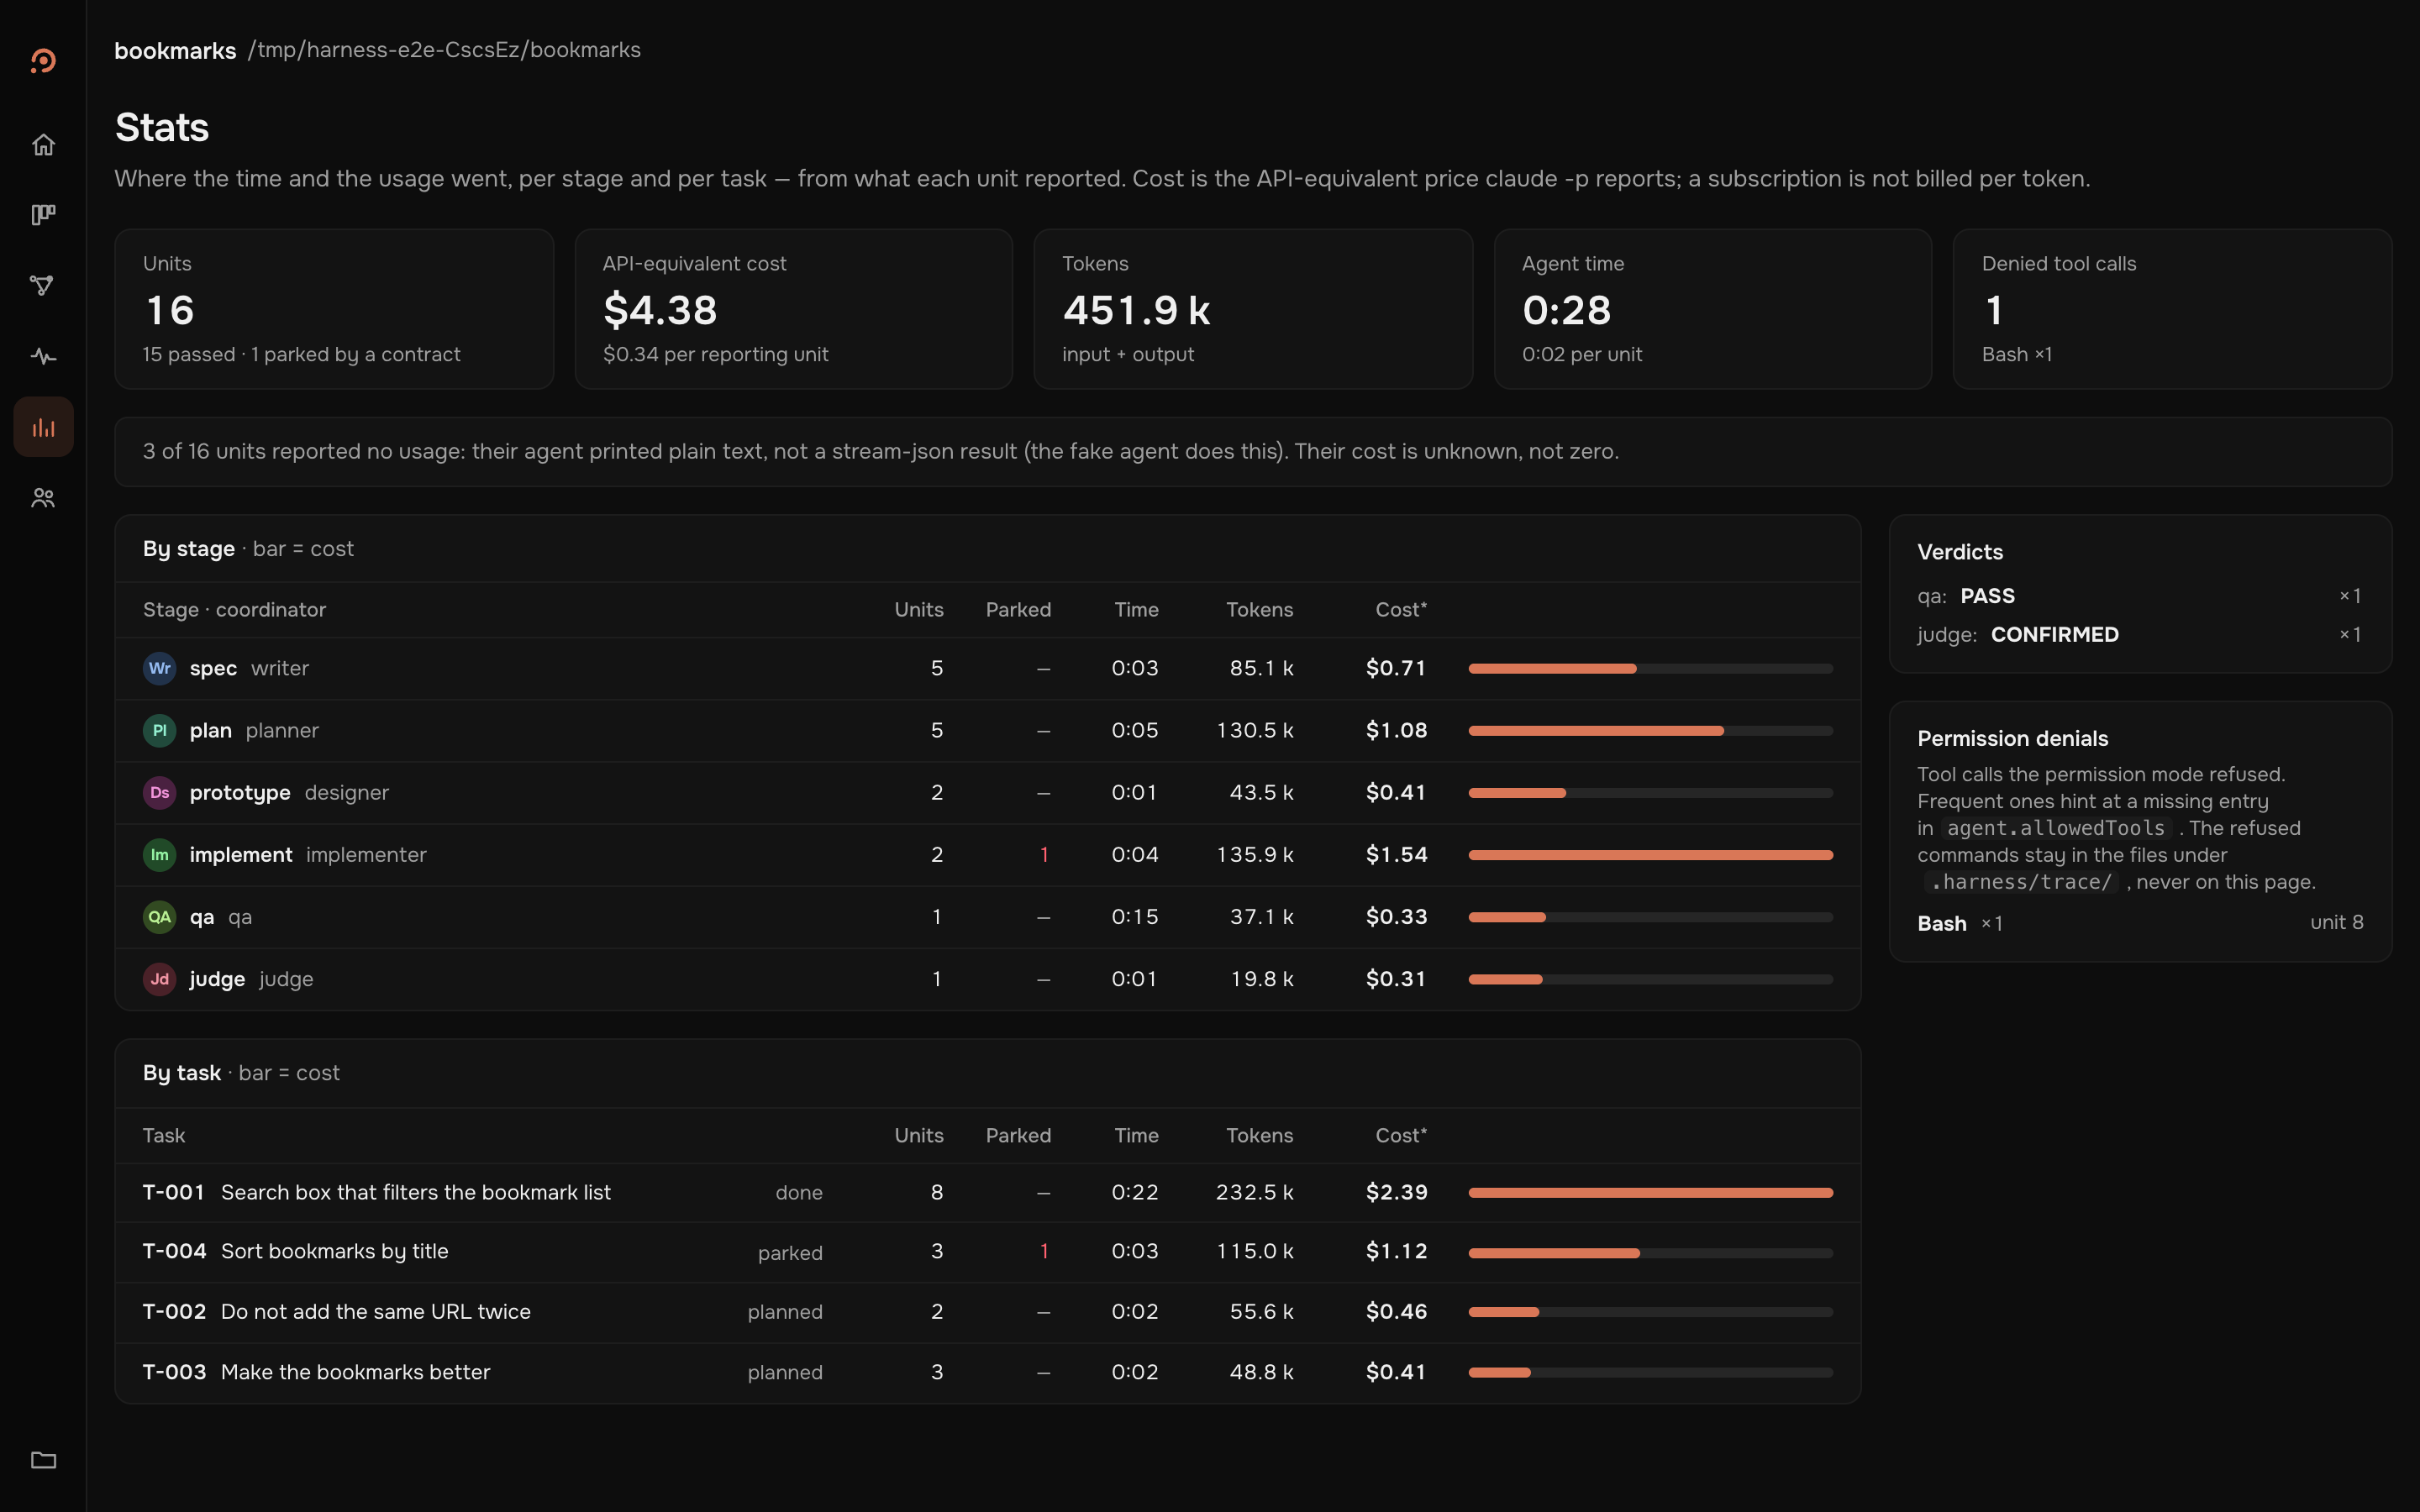 bookmarks /tmp/harness-e2e-CscsEz/bookmarks
Stats
Where the time and the usage went, per stage and per task — from what each unit reported. Cost is the API-equivalent price claude -p reports; a subscription is not billed per token.
Units
16
15 passed · 1 parked by a contract
API-equivalent cost
$4.38
$0.34 per reporting unit
Tokens
451.9 k
input + output
Agent time
0:28
0:02 per unit
Denied tool calls
1
Bash ×1
3 of 16 units reported no usage: their agent printed plain text, not a stream-json result (the fake agent does this). Their cost is unknown, not zero.
By stage · bar = cost
Stage · coordinator Units Parked Time Tokens Cost*
Wr spec writer 5 — 0:03 85.1 k $0.71
Pl plan planner 5 — 0:05 130.5 k $1.08
Ds prototype designer 2 — 0:01 43.5 k $0.41
Im implement implementer 2 1 0:04 135.9 k $1.54
QA qa qa 1 — 0:15 37.1 k $0.33
Jd judge judge 1 — 0:01 19.8 k $0.31
By task · bar = cost
Task Units Parked Time Tokens Cost*
T-001 Search box that filters the bookmark list done 8 — 0:22 232.5 k $2.39
T-004 Sort bookmarks by title parked 3 1 0:03 115.0 k $1.12
T-002 Do not add the same URL twice planned 2 — 0:02 55.6 k $0.46
T-003 Make the bookmarks better planned 3 — 0:02 48.8 k $0.41
Verdicts
qa: PASS ×1
judge: CONFIRMED ×1
Permission denials
Tool calls the permission mode refused.
Frequent ones hint at a missing entry
in agent.allowedTools . The refused
commands stay in the files under
.harness/trace/ , never on this page.
Bash ×1 unit 8